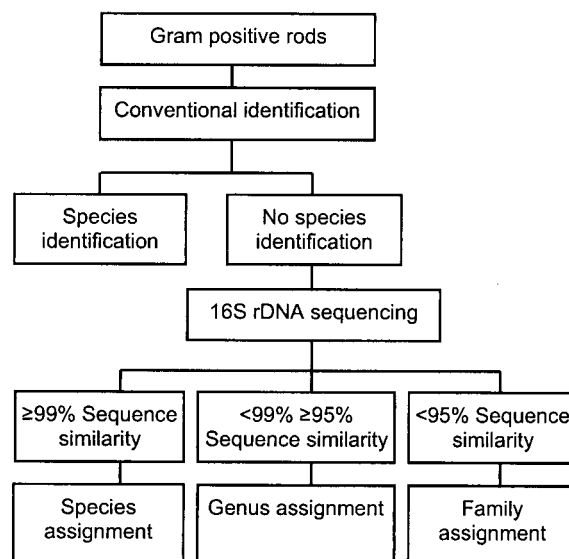 Gram positive rods
Conventional identification
Species
identification
No species
identification
16S rDNA sequencing
≥99% Sequence
similarity
<99% ≥95%
Sequence similarity
<95% Sequence
similarity
Species
assignment
Genus assignment
Family
assignment